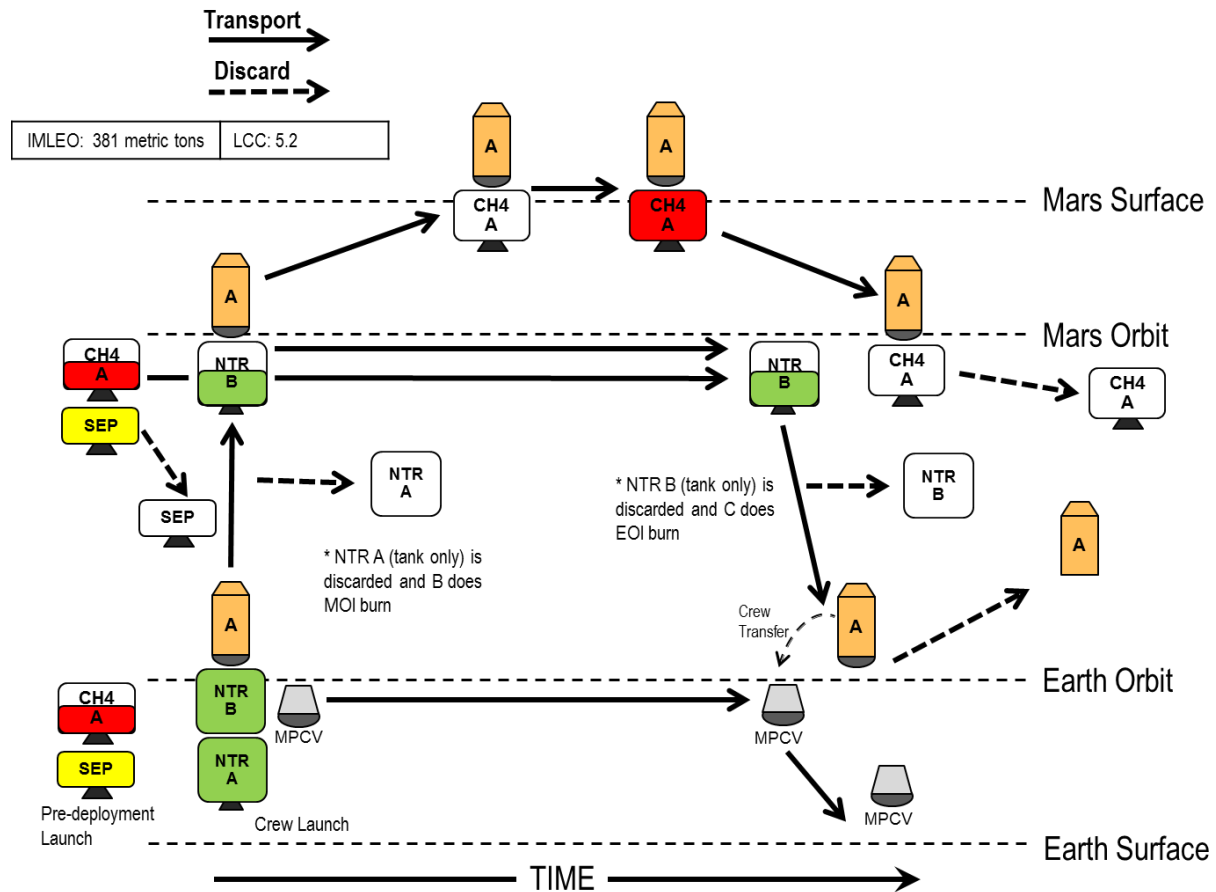 Transport
Discard
IMLEO: 381 metric tons
LCC: 5.2
A
A
CH4
A
CH4
A
Mars Surface
A
A
Mars Orbit
CH4
A
NTR
B
NTR
B
CH4
A
CH4
A
SEP
SEP
NTR
A
* NTR A (tank only) is
discarded and B does
MOI burn
* NTR B (tank only) is
discarded and C does
EOI burn
NTR
B
A
A
Crew
Transfer
A
Earth Orbit
CH4
A
NTR
B
MPCV
MPCV
SEP
NTR
A
Pre-deployment
Launch
Crew Launch
MPCV
Earth Surface
TIME